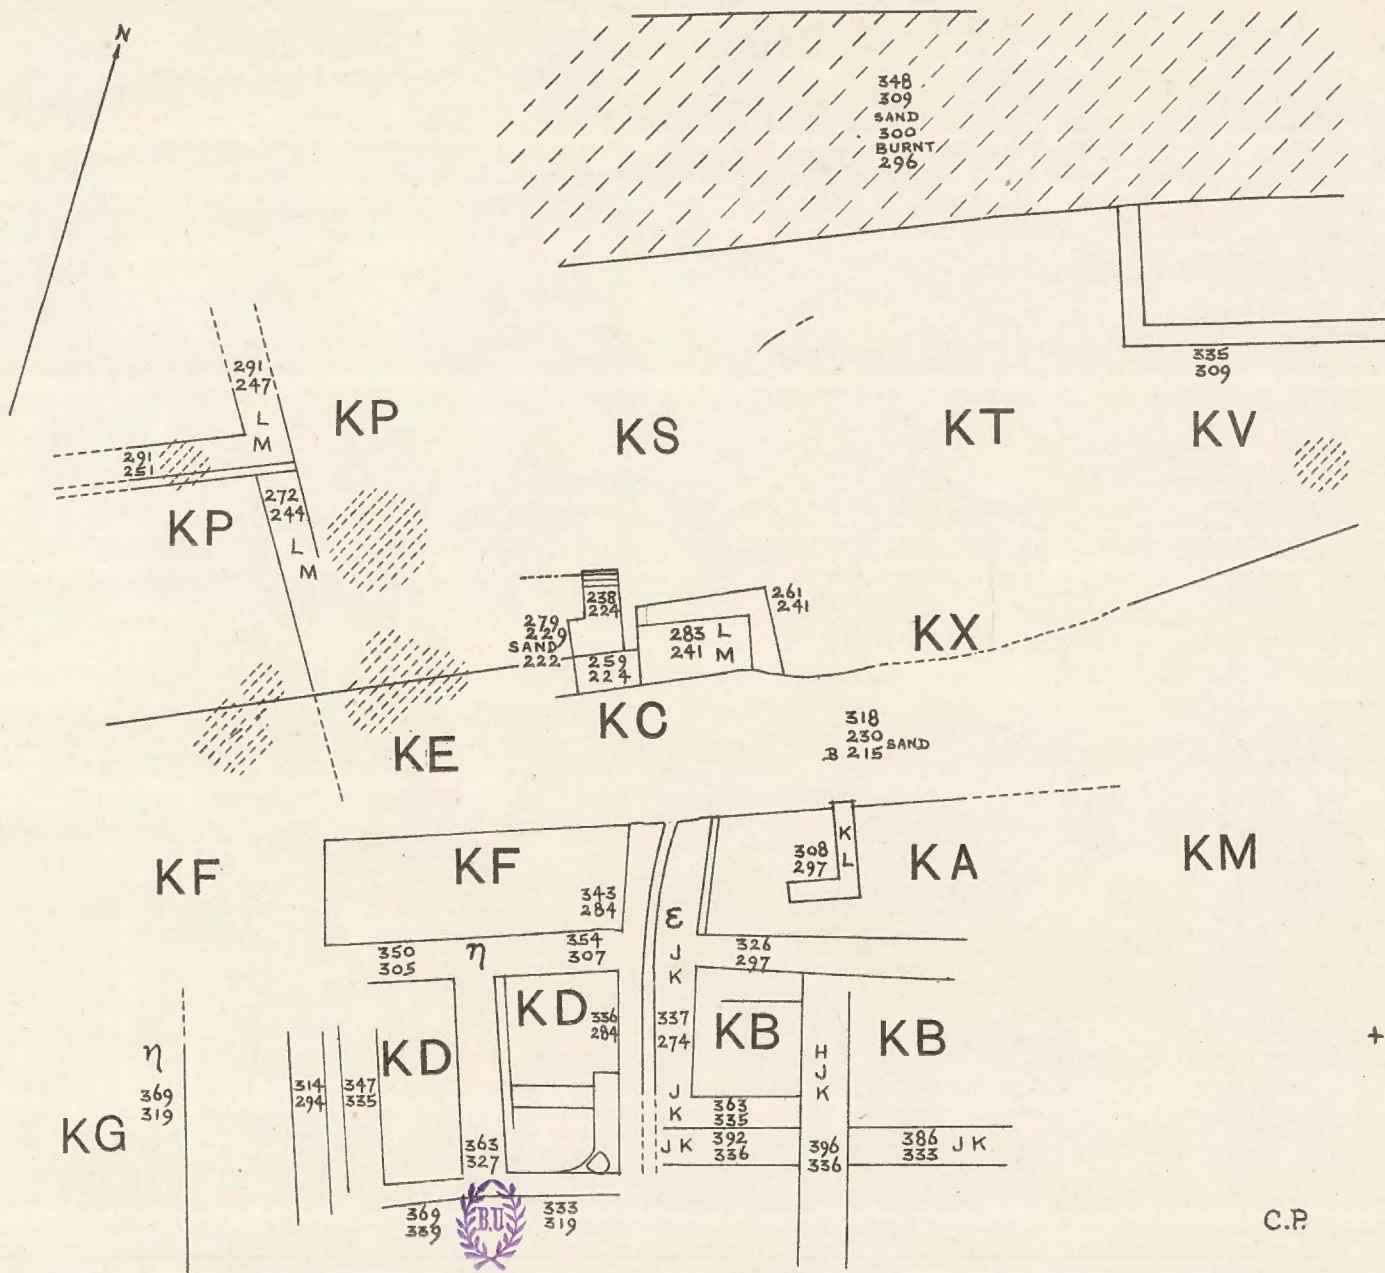 N
348
309
SAND
300
BURNT
296
335
309
291
247
L
M
KP
KS
KT
KV
291
251
272
244
L
M
KP
238
224
279
229
SAND
222
259
224
283 L
241 M
261
241
KX
KC
KE
318
230
B 215 SAND
KF
KF
343
284
K
L
308
297
KA
KM
350
305
η
354
307
ε
J
K
326
297
KD
336
284
337
274
KB
H
J
K
KB
η
369
319
KG
314
294
347
335
KD
J
K
363
335
363
327
JK
392
336
396
336
386
333
JK
369
339
B.U
333
319
C.P.